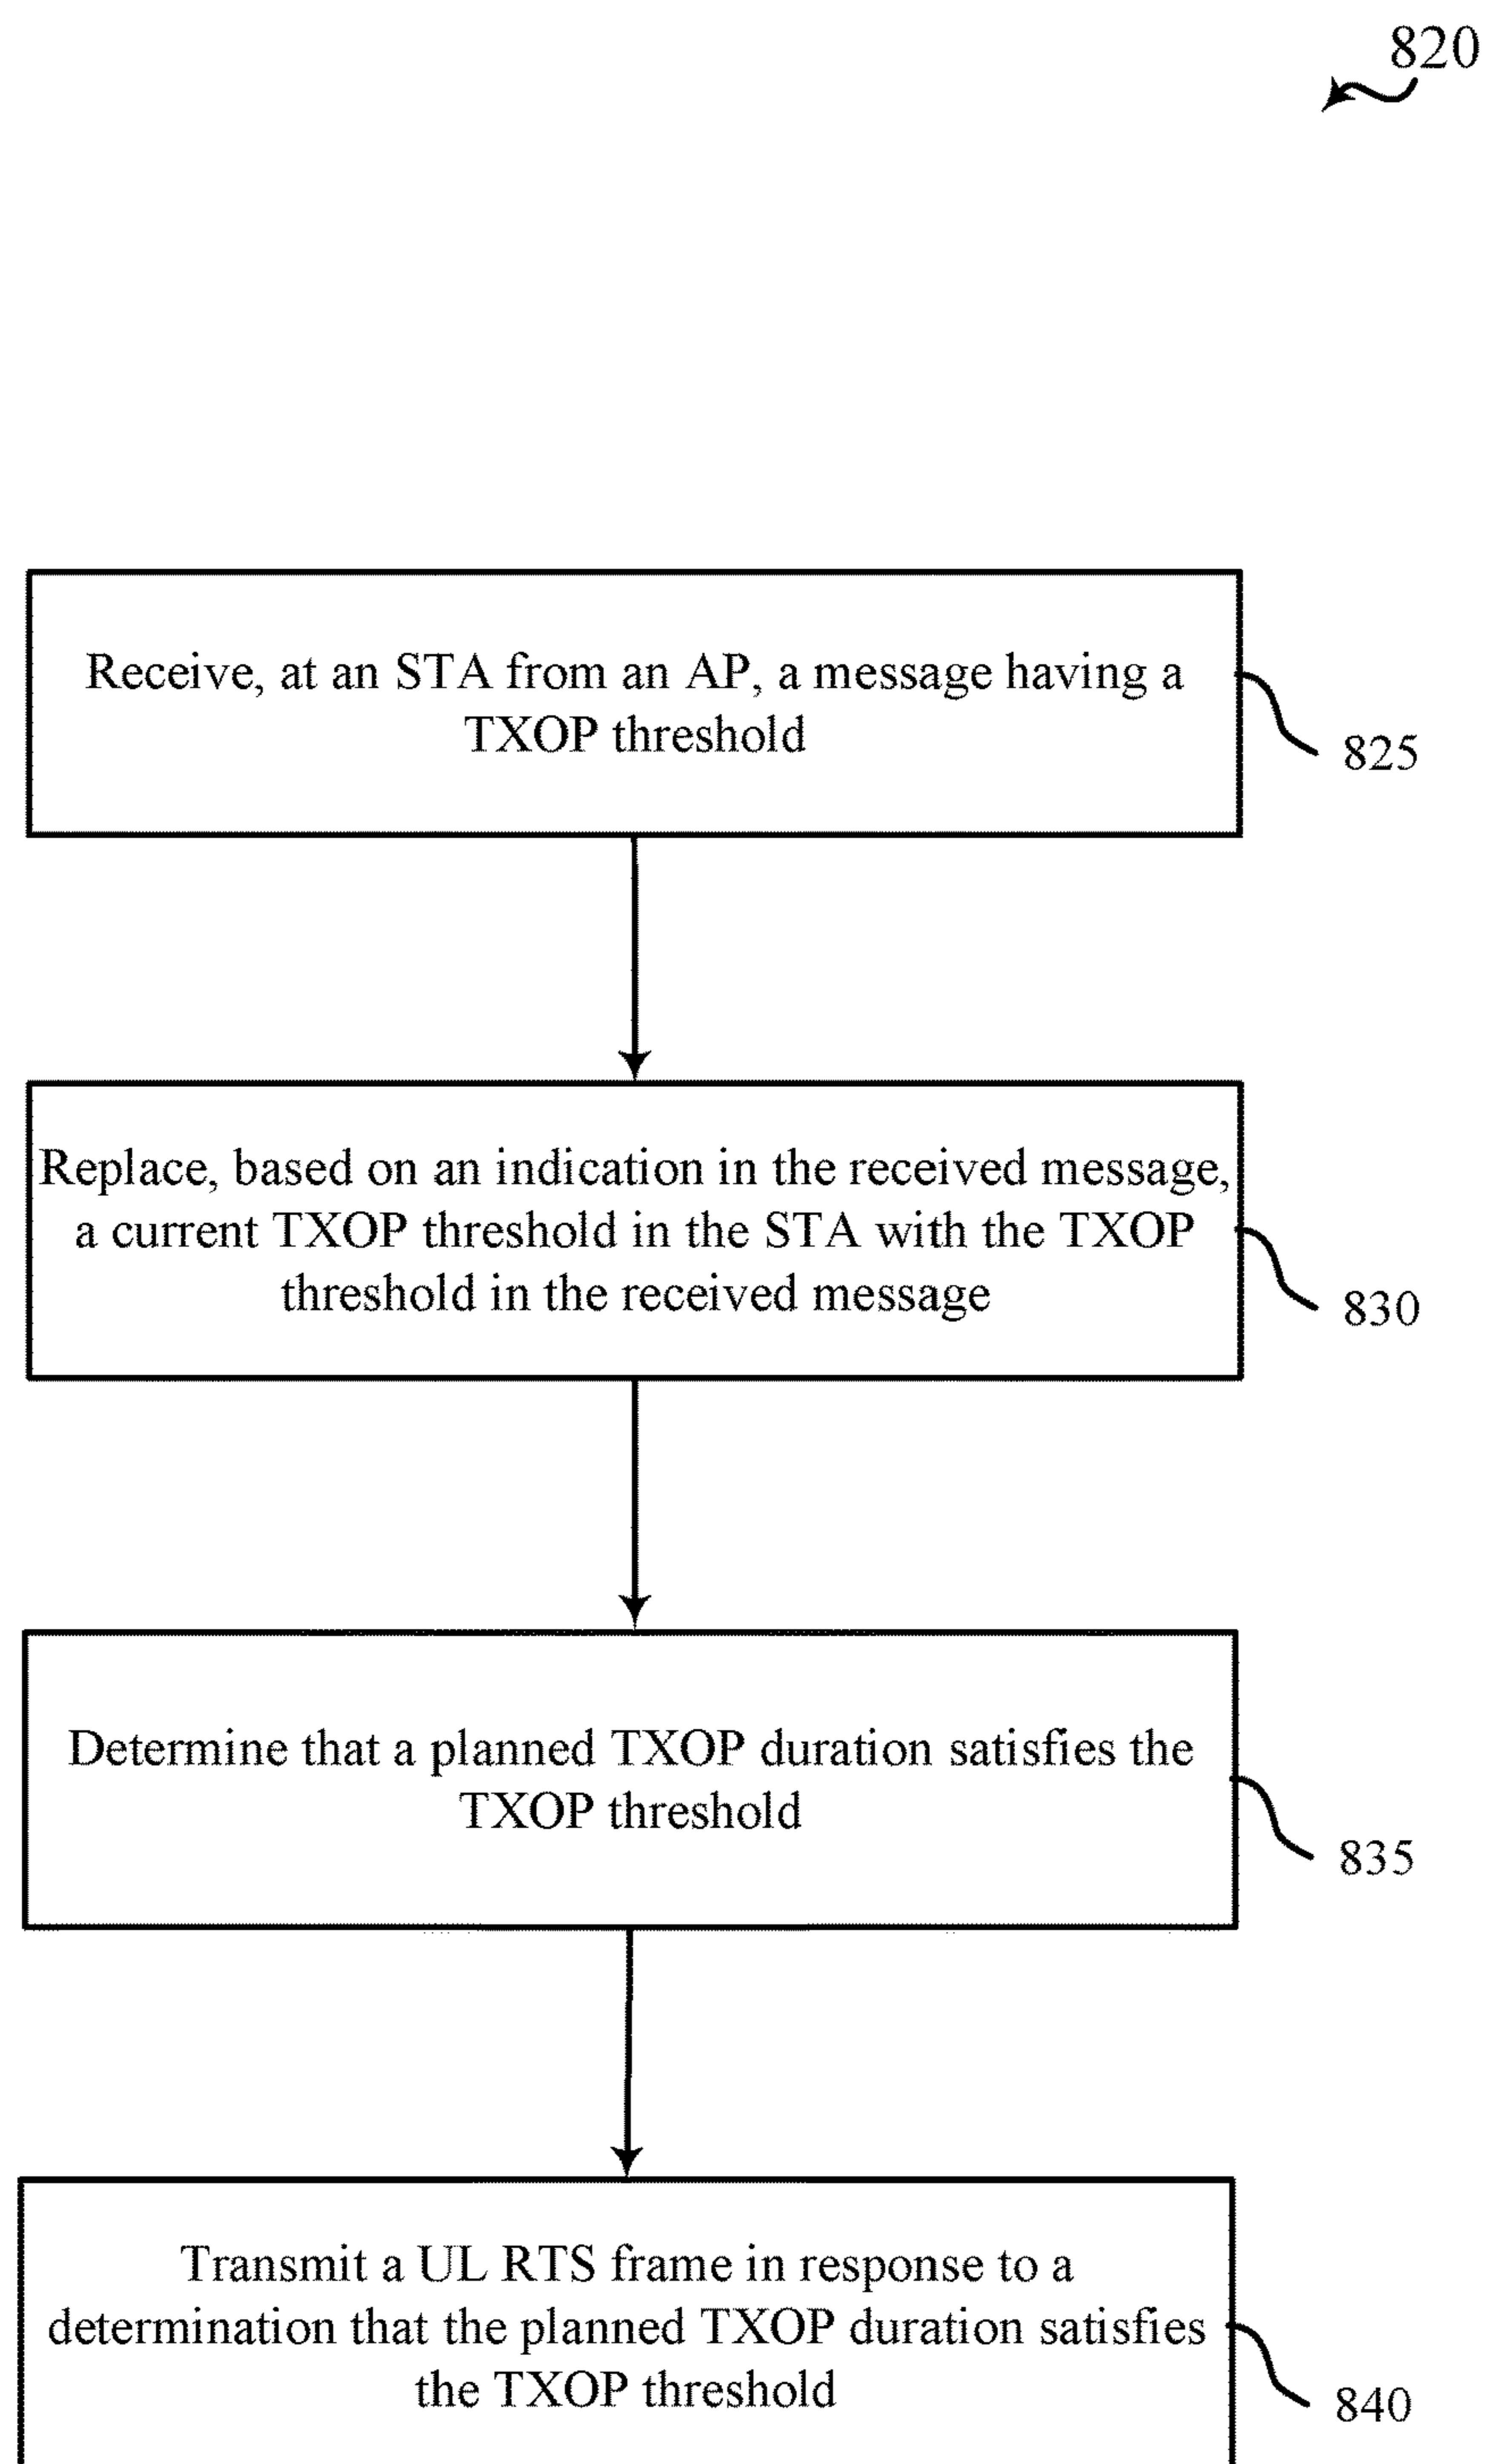 820
Receive, at an STA from an AP, a message having a
TXOP threshold
825
Replace, based on an indication in the received message,
a current TXOP threshold in the STA with the TXOP
threshold in the received message
830
Determine that a planned TXOP duration satisfies the
TXOP threshold
835
Transmit a UL RTS frame in response to a
determination that the planned TXOP duration satisfies
the TXOP threshold
840